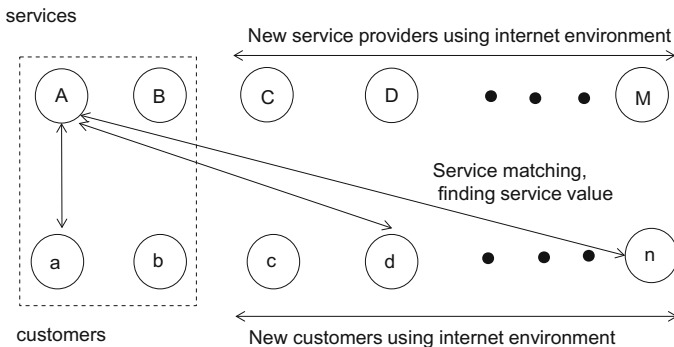 services
New service providers using internet environment
A B C D M
Service matching,
finding service value
a b c d n
customers
New customers using internet environment